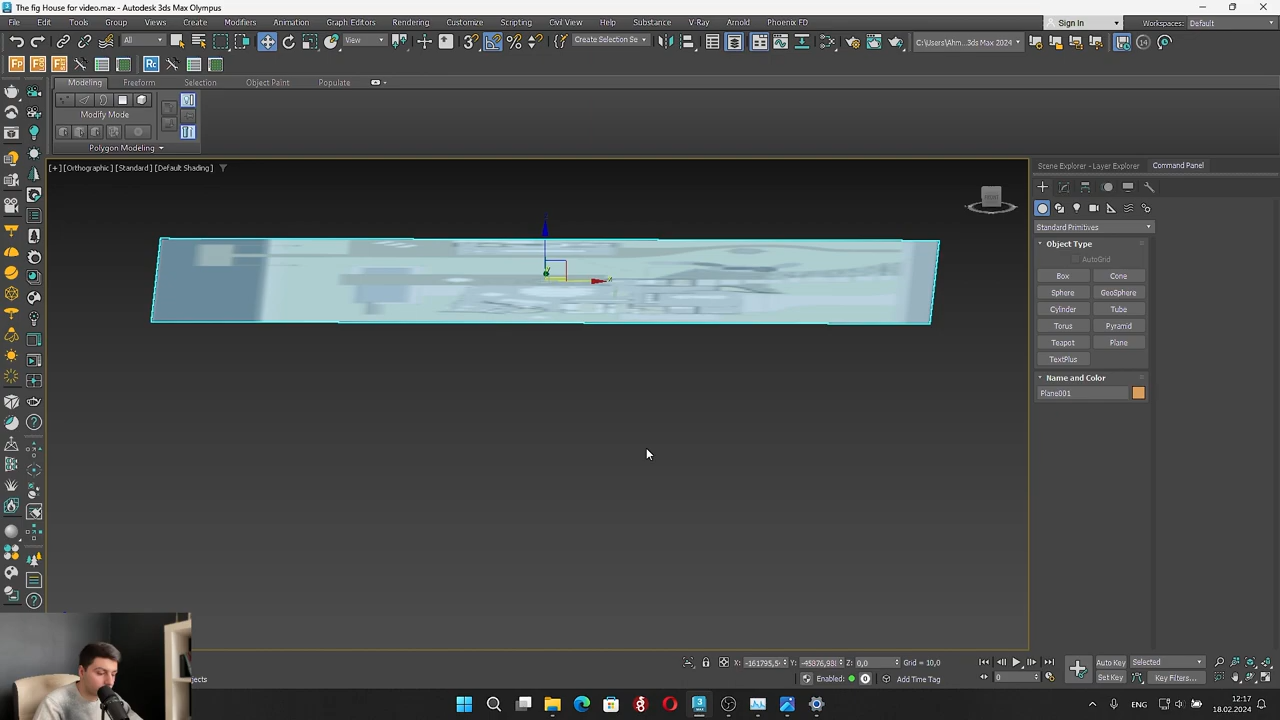 The fig House for video.max - Autodesk 3ds Max Olympus
File Edit Tools Group Views Create Modifiers Animation Graph Editors Rendering Customize Scripting Civil View Help Substance V-Ray Arnold Phoenix FD
Sign In Workspaces: Default
All View Create Selection Se C:\Users\Ahm...3ds Max 2024
Modeling Freeform Selection Object Paint Populate
Modify Mode
Polygon Modeling
[+] [Orthographic] [Standard] [Default Shading]
Scene Explorer - Layer Explorer Command Panel
Standard Primitives
Object Type
AutoGrid
Box Cone
Sphere GeoSphere
Cylinder Tube
Torus Pyramid
Teapot Plane
TextPlus
Name and Color
Plane001
X: -161795,5 Y: -45876,98 Z: 0,0 Grid = 10,0
Auto Key Selected
Enabled: Add Time Tag
0 Set Key Key Filters...
ENG 12:17
18.02.2024